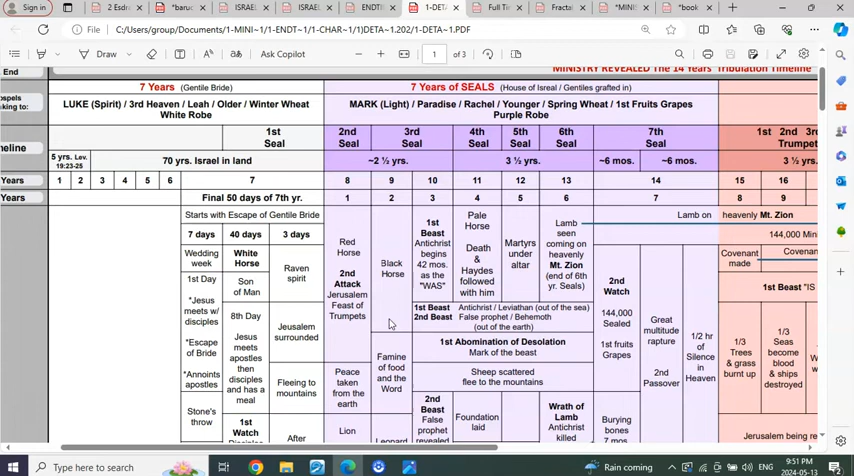 Sign in
2 Esdre
*baruc
ISRAEL
ISRAEL
ENDTIM
1-DETA
Full Tim
Fractal
*MINIS
*book
File
C:/Users/group/Documents/1-MINI~1/1-ENDT~1/1-CHAR~1/1)DETA~1.202/1-DETA~1.PDF
Draw
Ask Copilot
1
of 3
End
MINISTRY REVEALED The 14 Years Tribulation Timeline
ospels
aking to:
7 Years (Gentile Bride)
7 Years of SEALS (House of Isreal / Gentiles grafted in)
LUKE (Spirit) / 3rd Heaven / Leah / Older / Winter Wheat
White Robe
MARK (Light) / Paradise / Rachel / Younger / Spring Wheat / 1st Fruits Grapes
Purple Robe
meline
1st
Seal
2nd
Seal
3rd
Seal
4th
Seal
5th
Seal
6th
Seal
7th
Seal
1st 2nd 3rd
Trumpet
5 yrs. Lev.
19:23-25
70 yrs. Israel in land
~2 ½ yrs.
3 ½ yrs.
~6 mos.
~6 mos.
3 ½ yrs.
Years
1 2 3 4 5 6 7 8 9 10 11 12 13 14 15 16
Years
Final 50 days of 7th yr.
1 2 3 4 5 6 7 8 9
Starts with Escape of Gentile Bride
7 days
40 days
3 days
Wedding
week
1st Day
*Jesus
meets w/
disciples
*Escape
of Bride
*Annoints
apostles
Stone's
throw
White
Horse
Son
of Man
8th Day
Jesus
meets
apostles
then
disciples
and has a
meal
1st
Watch
Raven
spirit
Jerusalem
surrounded
Fleeing to
mountains
After
Red
Horse
2nd
Attack
Jerusalem
Feast of
Trumpets
Peace
taken
from the
earth
Lion
Black
Horse
Famine
of food
and the
Word
Leopard
1st
Beast
Antichrist
begins
42 mos.
as the
"WAS"
Pale
Horse
Death
&
Haydes
followed
with him
Martyrs
under
altar
Lamb
seen
coming on
heavenly
Mt. Zion
(end of 6th
yr. Seals)
1st Beast Antichrist / Leviathan (out of the sea)
2nd Beast False prophet / Behemoth
(out of the earth)
1st Abomination of Desolation
Mark of the beast
Sheep scattered
flee to the mountains
2nd
Beast
False
prophet
revealed
Foundation
laid
Wrath of
Lamb
Antichrist
killed
Lamb on heavenly Mt. Zion
144,000 Mini
2nd
Watch
144,000
Sealed
1st fruits
Grapes
Burying
bones
7 mos.
Great
multitude
rapture
2nd
Passover
1/2 hr
of
Silence
in
Heaven
Covenant
made
Covena
1st Beast "IS
1/3
Trees
& grass
burnt up
1/3
Seas
become
blood
& ships
destroyed
Jerusalem being re
Type here to search
Rain coming
9:51 PM
2024-05-13